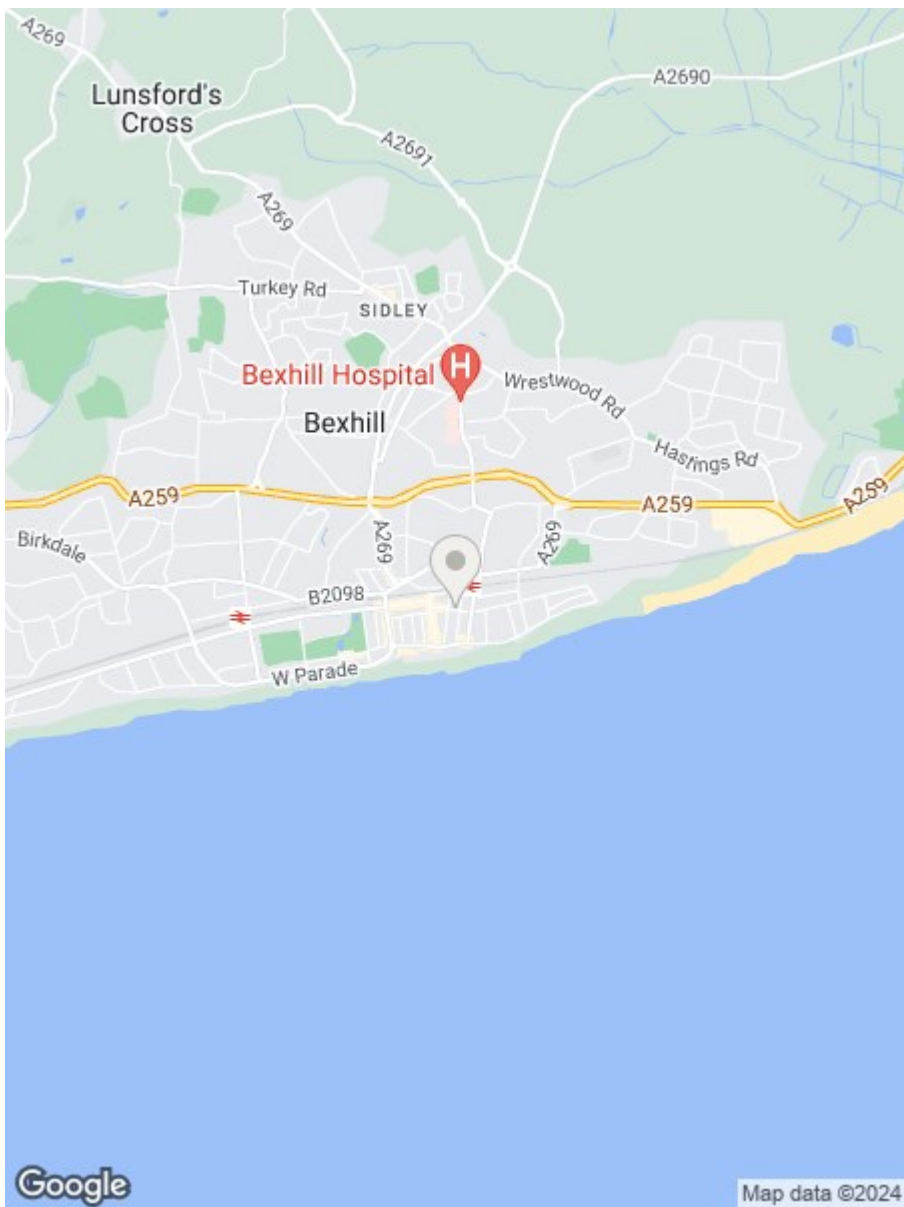 A269
A2690
Lunsford's
Cross
A2691
A269
Turkey Rd
SIDLEY
Bexhill Hospital
H
Wrestwood Rd
Bexhill
Hastings Rd
A259
A259
A259
A269
A269
Birkdale
B2098
W Parade
Google
Map data ©2024